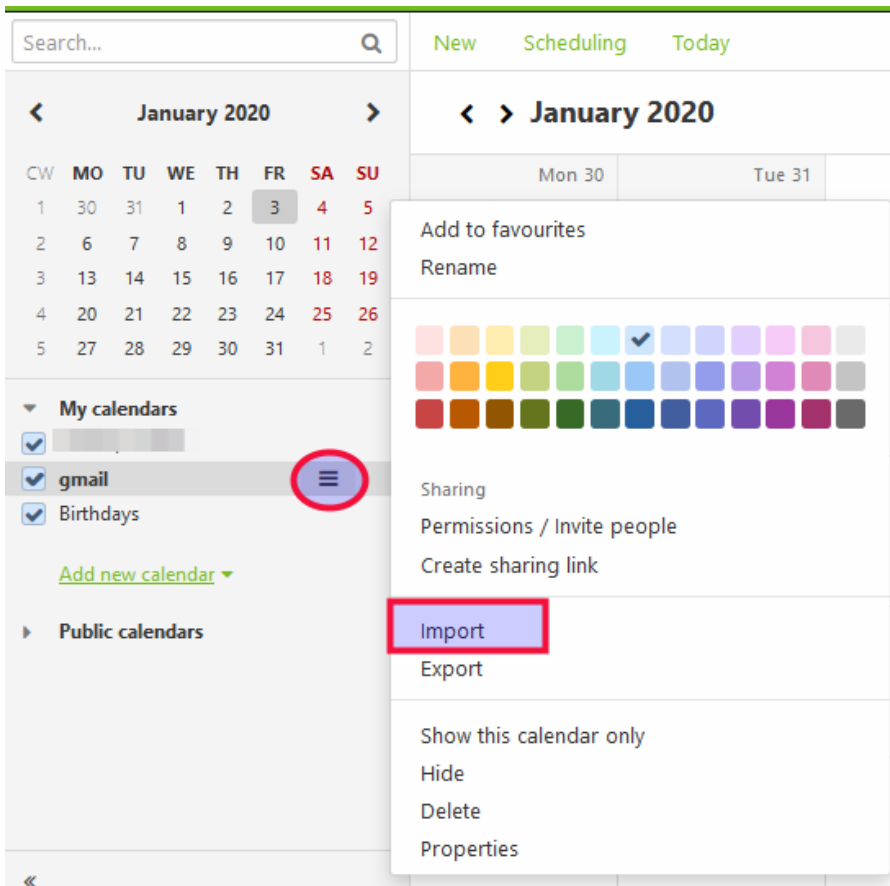 Search...
New Scheduling Today
January 2020
January 2020
CW MO TU WE TH FR SA SU
1 30 31 1 2 3 4 5
2 6 7 8 9 10 11 12
3 13 14 15 16 17 18 19
4 20 21 22 23 24 25 26
5 27 28 29 30 31 1 2
My calendars
gmail
Birthdays
Add new calendar
Public calendars
Mon 30 Tue 31
Add to favourites
Rename
Sharing
Permissions / Invite people
Create sharing link
Import
Export
Show this calendar only
Hide
Delete
Properties